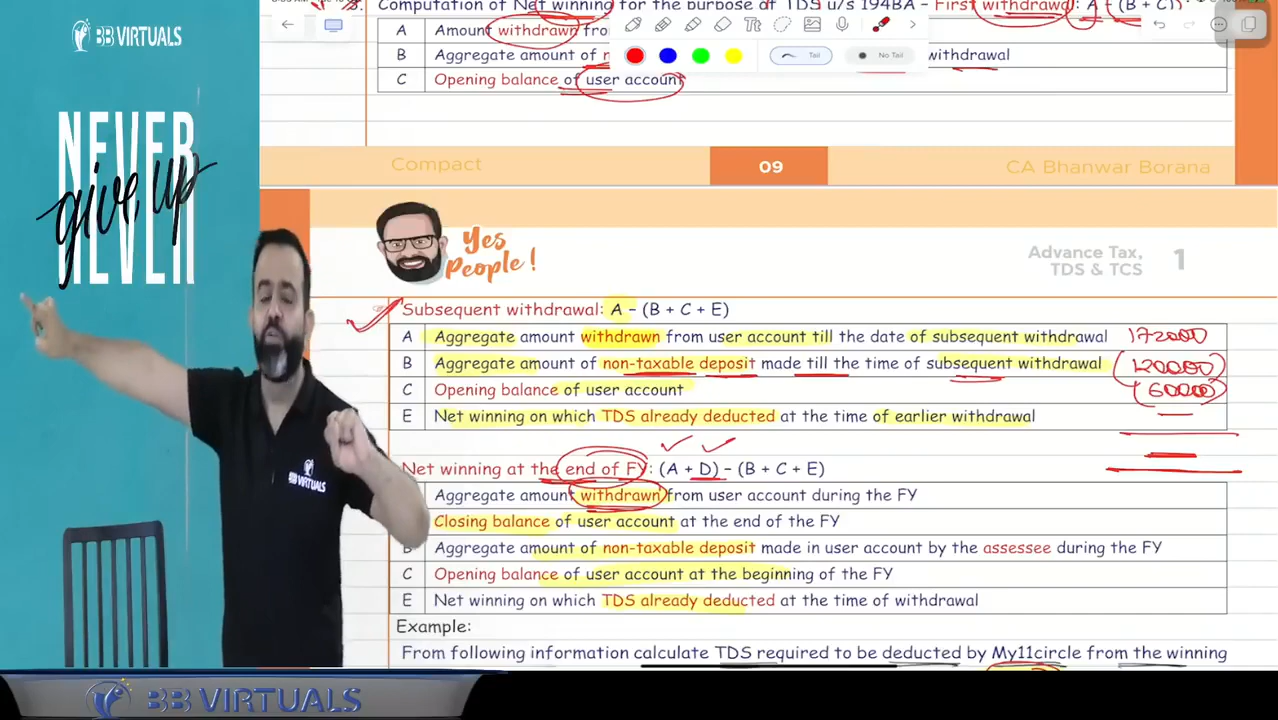 BB VIRTUALS
NEVER
give up
NEVER
Computation of Net winning for the purpose of TDS u/s 194BA – First withdrawal: A – (B + C)
A Amount withdrawn
B Aggregate amount of withdrawal
C Opening balance of user account
Tail
No Tail
Compact 09 CA Bhanwar Borana
Yes People!
Advance Tax, TDS & TCS 1
Subsequent withdrawal: A – (B + C + E)
A Aggregate amount withdrawn from user account till the date of subsequent withdrawal 172000
B Aggregate amount of non-taxable deposit made till the time of subsequent withdrawal (120000)
C Opening balance of user account (60000)
E Net winning on which TDS already deducted at the time of earlier withdrawal —
Net winning at the end of FY: (A + D) – (B + C + E)
Aggregate amount withdrawn from user account during the FY
Closing balance of user account at the end of the FY
B Aggregate amount of non-taxable deposit made in user account by the assessee during the FY
C Opening balance of user account at the beginning of the FY
E Net winning on which TDS already deducted at the time of withdrawal
Example:
From following information calculate TDS required to be deducted by My11circle from the winning
BB VIRTUALS
BB VIRTUALS